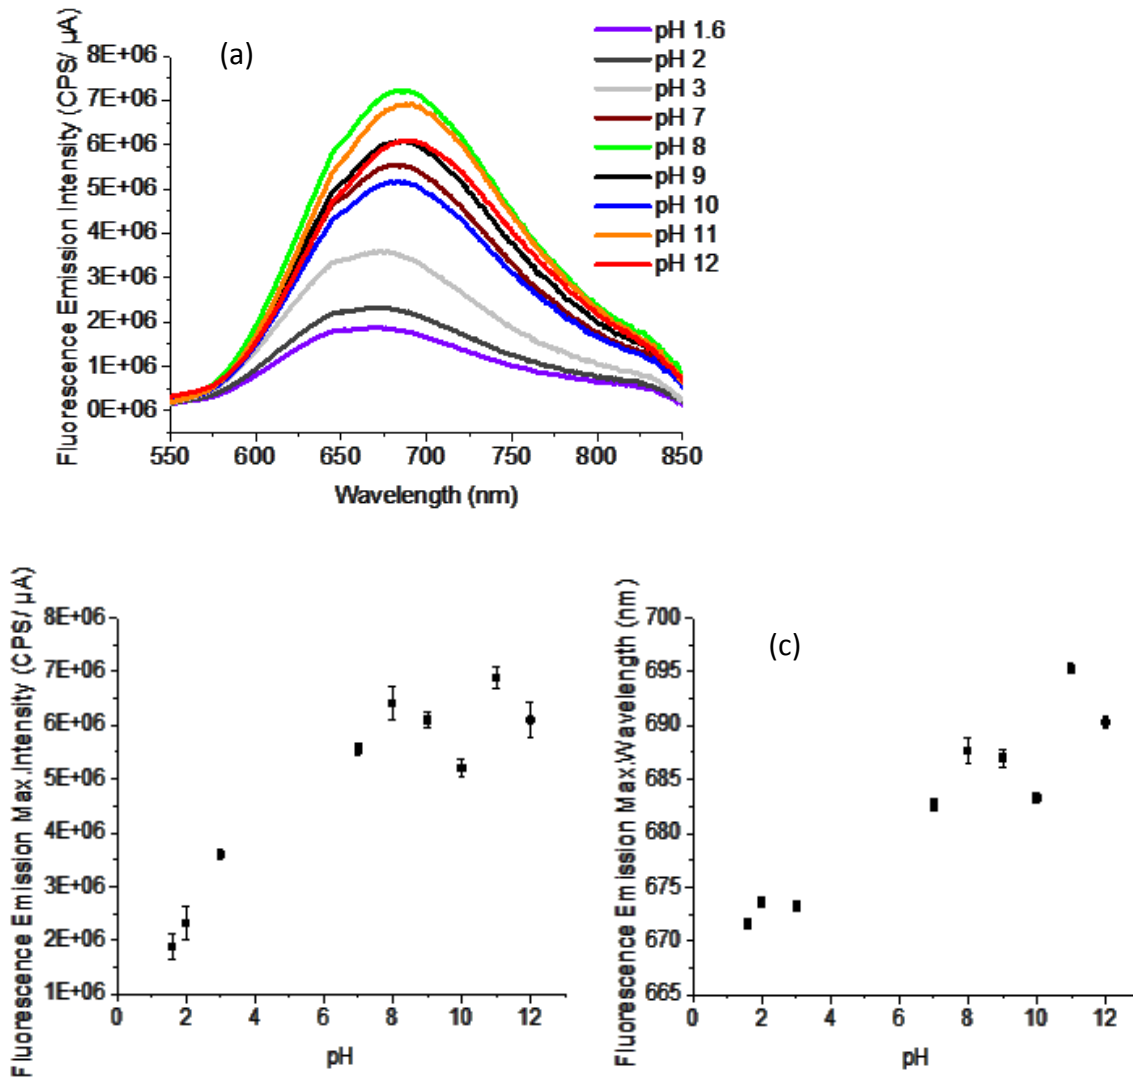 (a)
Fluorescence Emission Intensity (CPS/ µA)
8E+06
7E+06
6E+06
5E+06
4E+06
3E+06
2E+06
1E+06
0E+06
550 600 650 700 750 800 850
Wavelength (nm)
pH 1.6
pH 2
pH 3
pH 7
pH 8
pH 9
pH 10
pH 11
pH 12
Fluorescence Emission Max.Intensity (CPS/ µA)
8E+06
7E+06
6E+06
5E+06
4E+06
3E+06
2E+06
1E+06
0 2 4 6 8 10 12
pH
(c)
Fluorescence Emission Max.Wavelength (nm)
700
695
690
685
680
675
670
665
0 2 4 6 8 10 12
pH